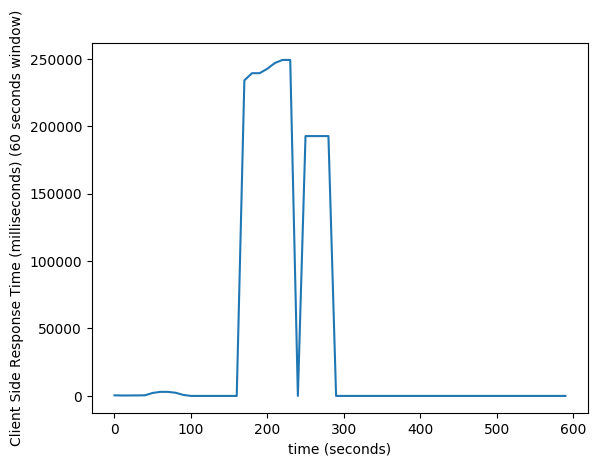 Client Side Response Time (milliseconds) (60 seconds window)
250000
200000
150000
100000
50000
0
0 100 200 300 400 500 600
time (seconds)